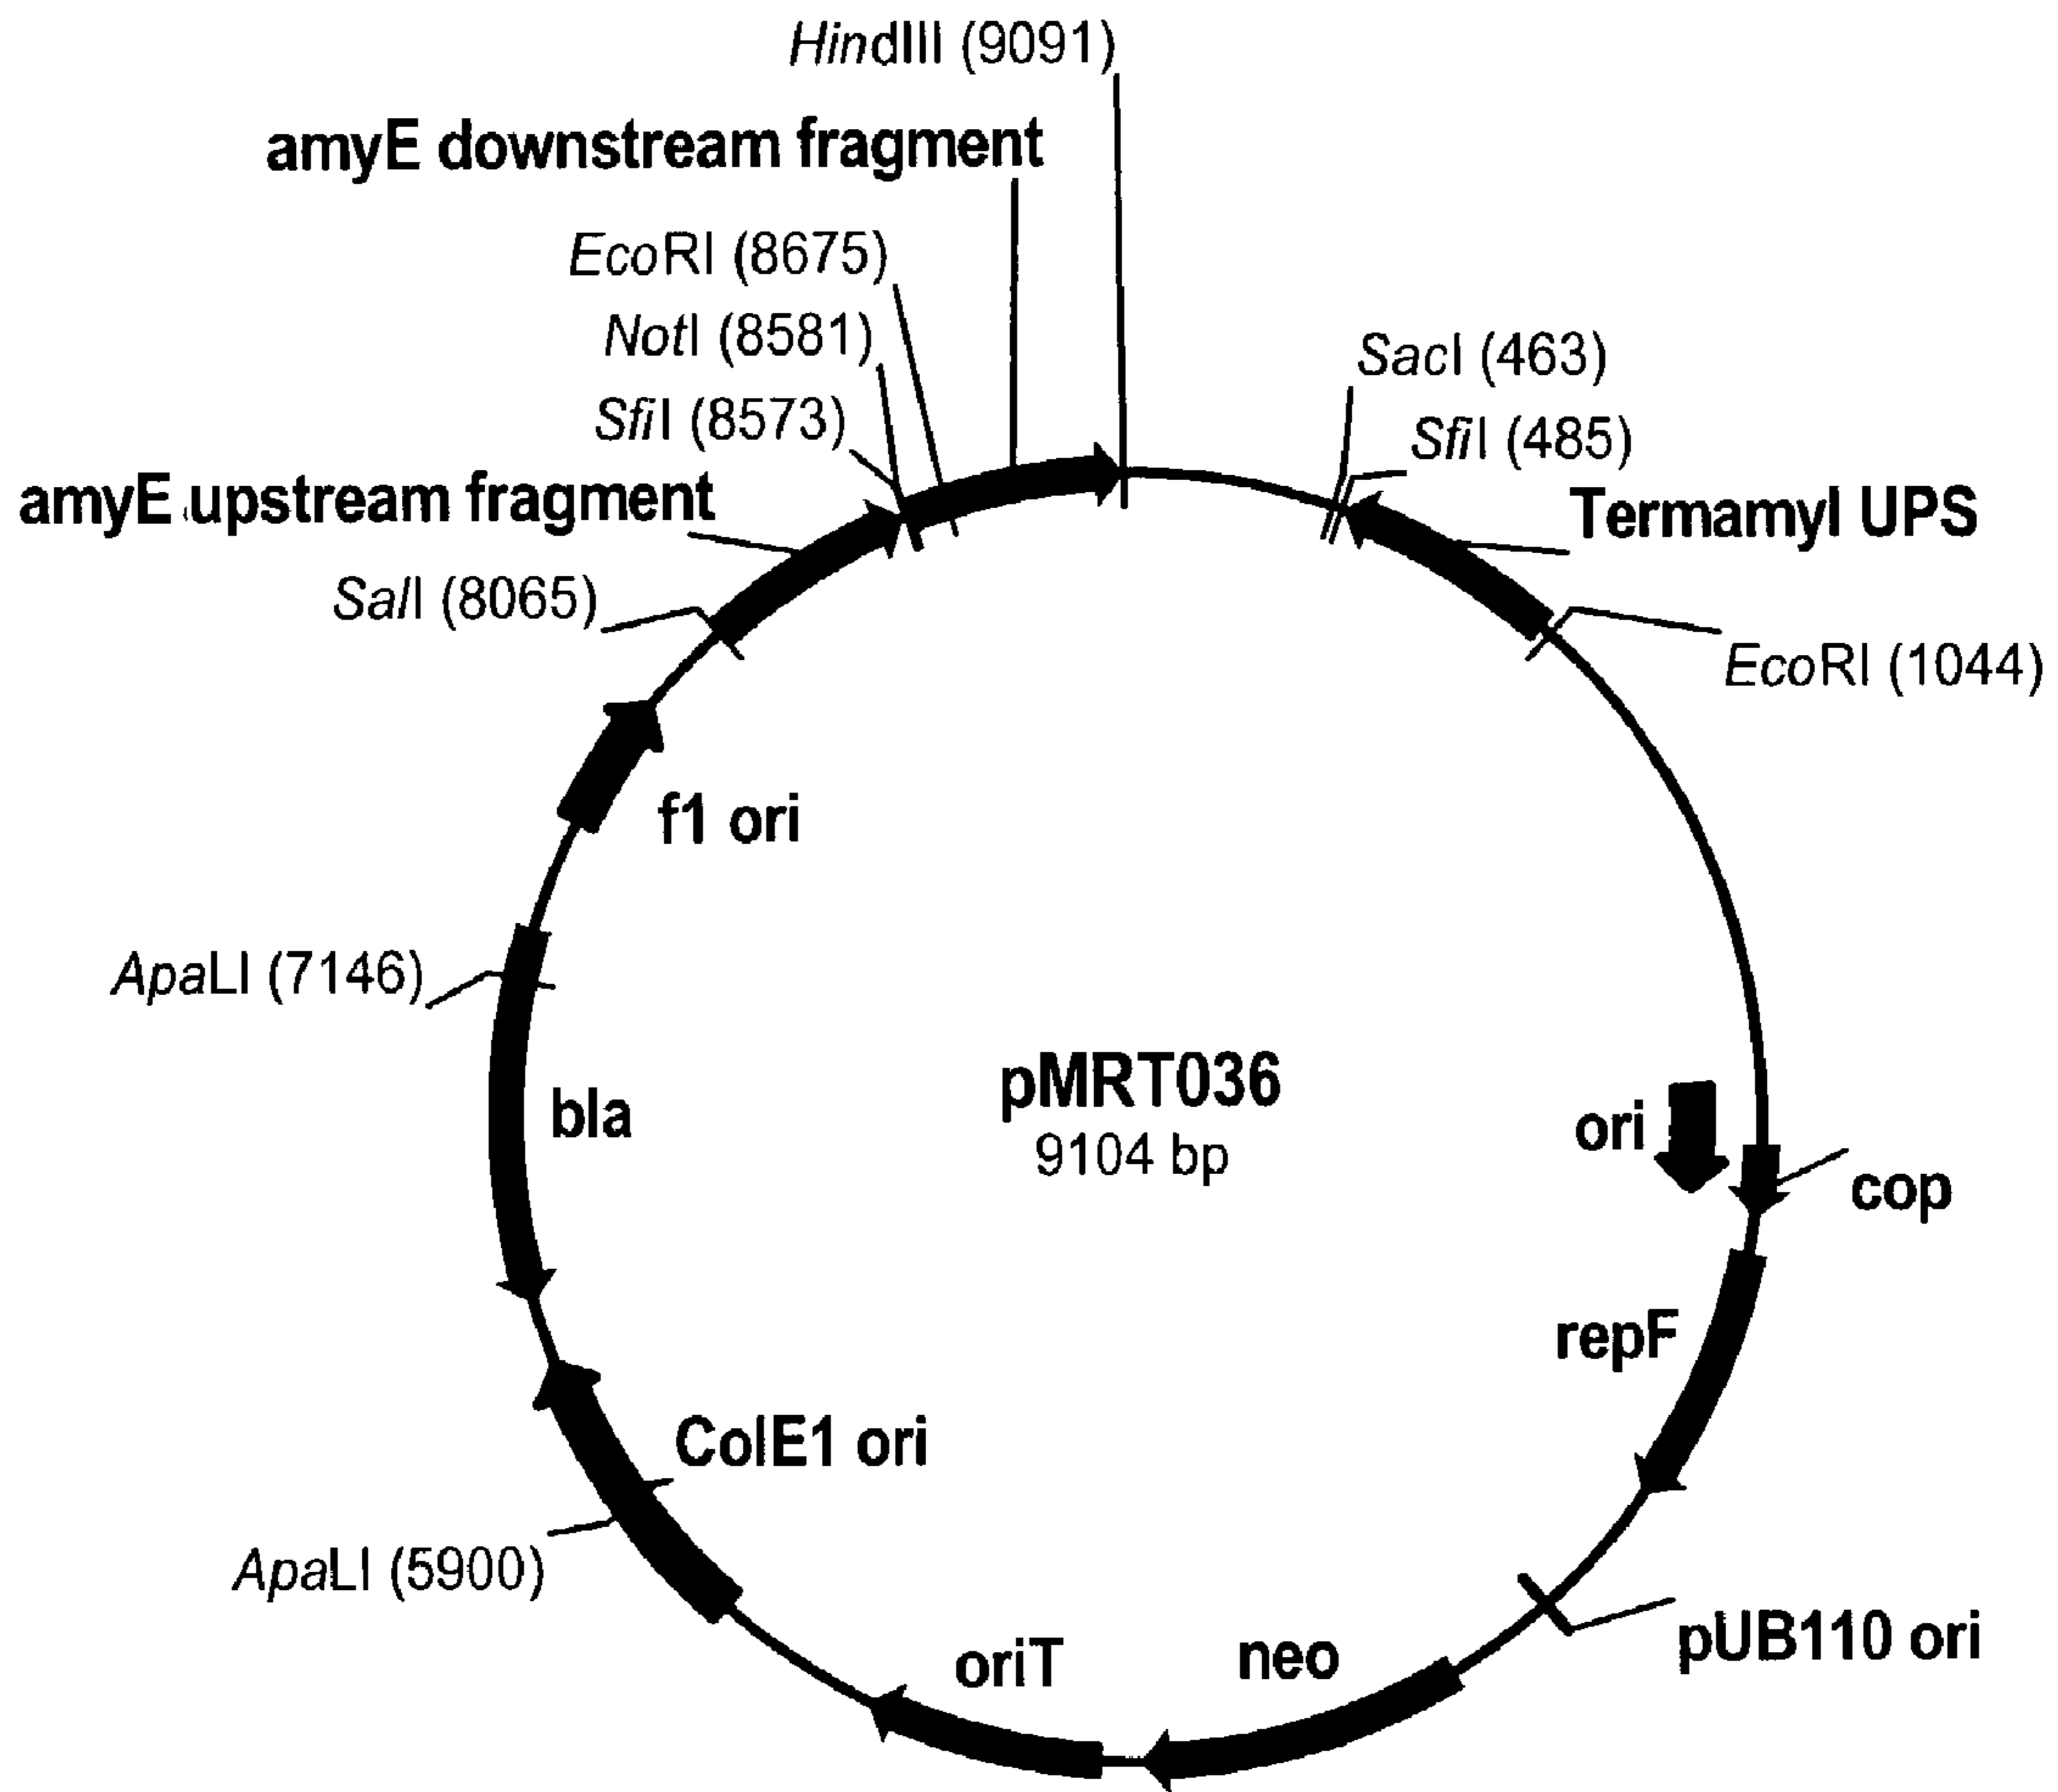 HindIII (9091)
amyE downstream fragment
EcoRI (8675)
NotI (8581)
SfiI (8573)
amyE upstream fragment
SalI (8065)
SacI (463)
SfiI (485)
Termamyl UPS
EcoRI (1044)
f1 ori
ApaLI (7146)
bla
pMRT036
9104 bp
ori
cop
repF
ColE1 ori
ApaLI (5900)
oriT
neo
pUB110 ori